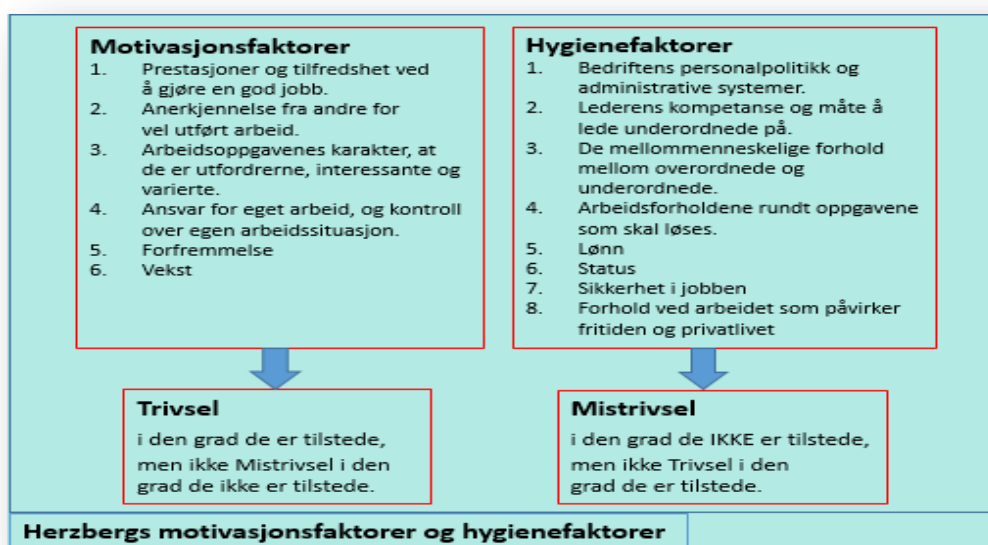 Motivasjonsfaktorer
1. Prestasjoner og tilfredshet ved
å gjøre en god jobb.
2. Anerkjennelse fra andre for
vel utført arbeid.
3. Arbeidsoppgavenes karakter, at
de er utfordrerne, interessante og
varierte.
4. Ansvar for eget arbeid, og kontroll
over egen arbeidssituasjon.
5. Forfremmelse
6. Vekst
Hygienefaktorer
1. Bedriftens personalpolitikk og
administrative systemer.
2. Lederens kompetanse og måte å
lede underordnede på.
3. De mellommenneskelige forhold
mellom overordnede og
underordnede.
4. Arbeidsforholdene rundt oppgavene
som skal løses.
5. Lønn
6. Status
7. Sikkerhet i jobben
8. Forhold ved arbeidet som påvirker
fritiden og privatlivet
Trivsel
i den grad de er tilstede,
men ikke Mistrivsel i den
grad de ikke er tilstede.
Mistrivsel
i den grad de IKKE er tilstede,
men ikke Trivsel i den
grad de er tilstede.
Herzbergs motivasjonsfaktorer og hygienefaktorer